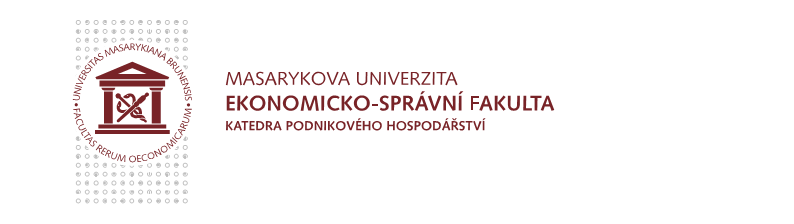 UNIVERSITAS MASARYKIANA BRUNENSIS
FACULTAS RERUM OECONOMICARUM
MASARYKOVA UNIVERZITA
EKONOMICKO-SPRÁVNÍ FAKULTA
KATEDRA PODNIKOVÉHO HOSPODÁŘSTVÍ